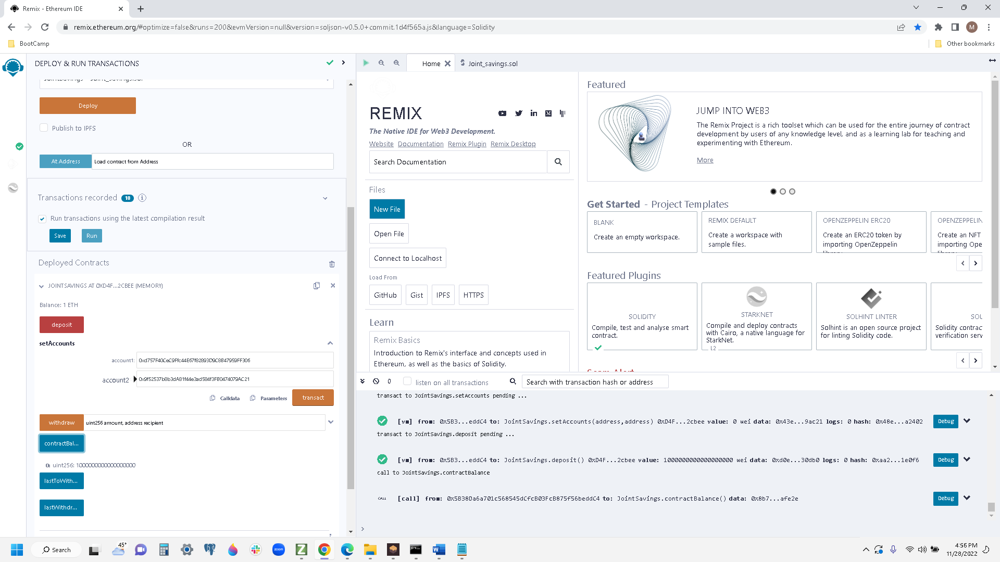 Remix - Ethereum IDE
remix.ethereum.org/#optimize=false&runs=200&evmVersion=null&version=soljson-v0.5.0+commit.1d4f565a.js&language=Solidity
M
BootCamp
Other bookmarks
DEPLOY & RUN TRANSACTIONS
Deploy
Publish to IPFS
OR
At Address
Load contract from Address
Transactions recorded 18 i
Run transactions using the latest compilation result
Save
Run
Deployed Contracts
JOINTSAVINGS AT 0XD4F...2CBEE (MEMORY)
Balance: 1 ETH
deposit
setAccounts
account1: 0xd757F40CeC9Ffc44E67f82893D9C8B47959FF306
account2 0x9f52537b8b3dA81f44e3ad584f3FB0474079AC21
Calldata
Parameters
transact
withdraw
uint256 amount, address recipient
contractBal...
0: uint256: 1000000000000000000
lastToWith...
lastWithdr...
Home
Joint_savings.sol
REMIX
The Native IDE for Web3 Development.
Website Documentation Remix Plugin Remix Desktop
Search Documentation
Files
New File
Open File
Connect to Localhost
Load From
GitHub
Gist
IPFS
HTTPS
Learn
Remix Basics
Introduction to Remix's interface and concepts used in
Ethereum, as well as the basics of Solidity.
Featured
JUMP INTO WEB3
The Remix Project is a rich toolset which can be used for the entire journey of contract
development by users of any knowledge level, and as a learning lab for teaching and
experimenting with Ethereum.
More
Get Started - Project Templates
BLANK
Create an empty workspace.
REMIX DEFAULT
Create a workspace with
sample files.
OPENZEPPELIN ERC20
Create an ERC20 token by
importing OpenZeppelin
OPENZEPPELIN
Create an NFT
importing Ope
Featured Plugins
SOLIDITY
Compile, test and analyse smart
contract.
STARKNET
Compile and deploy contracts
with Cairo, a native language for
StarkNet.
L2
SOLHINT LINTER
Solhint is an open source project
for linting Solidity code.
SOU
Solidity contrac
verification serv
0
listen on all transactions
Search with transaction hash or address
transact to JointSavings.setAccounts pending ...
[vm] from: 0x5B3...eddC4 to: JointSavings.setAccounts(address,address) 0xD4F...2cbee value: 0 wei data: 0x43e...9ac21 logs: 0 hash: 0x48e...a2402
Debug
transact to JointSavings.deposit pending ...
[vm] from: 0x5B3...eddC4 to: JointSavings.deposit() 0xD4F...2cbee value: 1000000000000000000 wei data: 0xd0e...30db0 logs: 0 hash: 0xaa2...1e0f6
Debug
call to JointSavings.contractBalance
CALL [call] from: 0x5B38Da6a701c568545dCfcB03FcB875f56beddC4 to: JointSavings.contractBalance() data: 0x8b7...afe2e
Debug
>
Search
45°
zoom
4:56 PM
11/28/2022